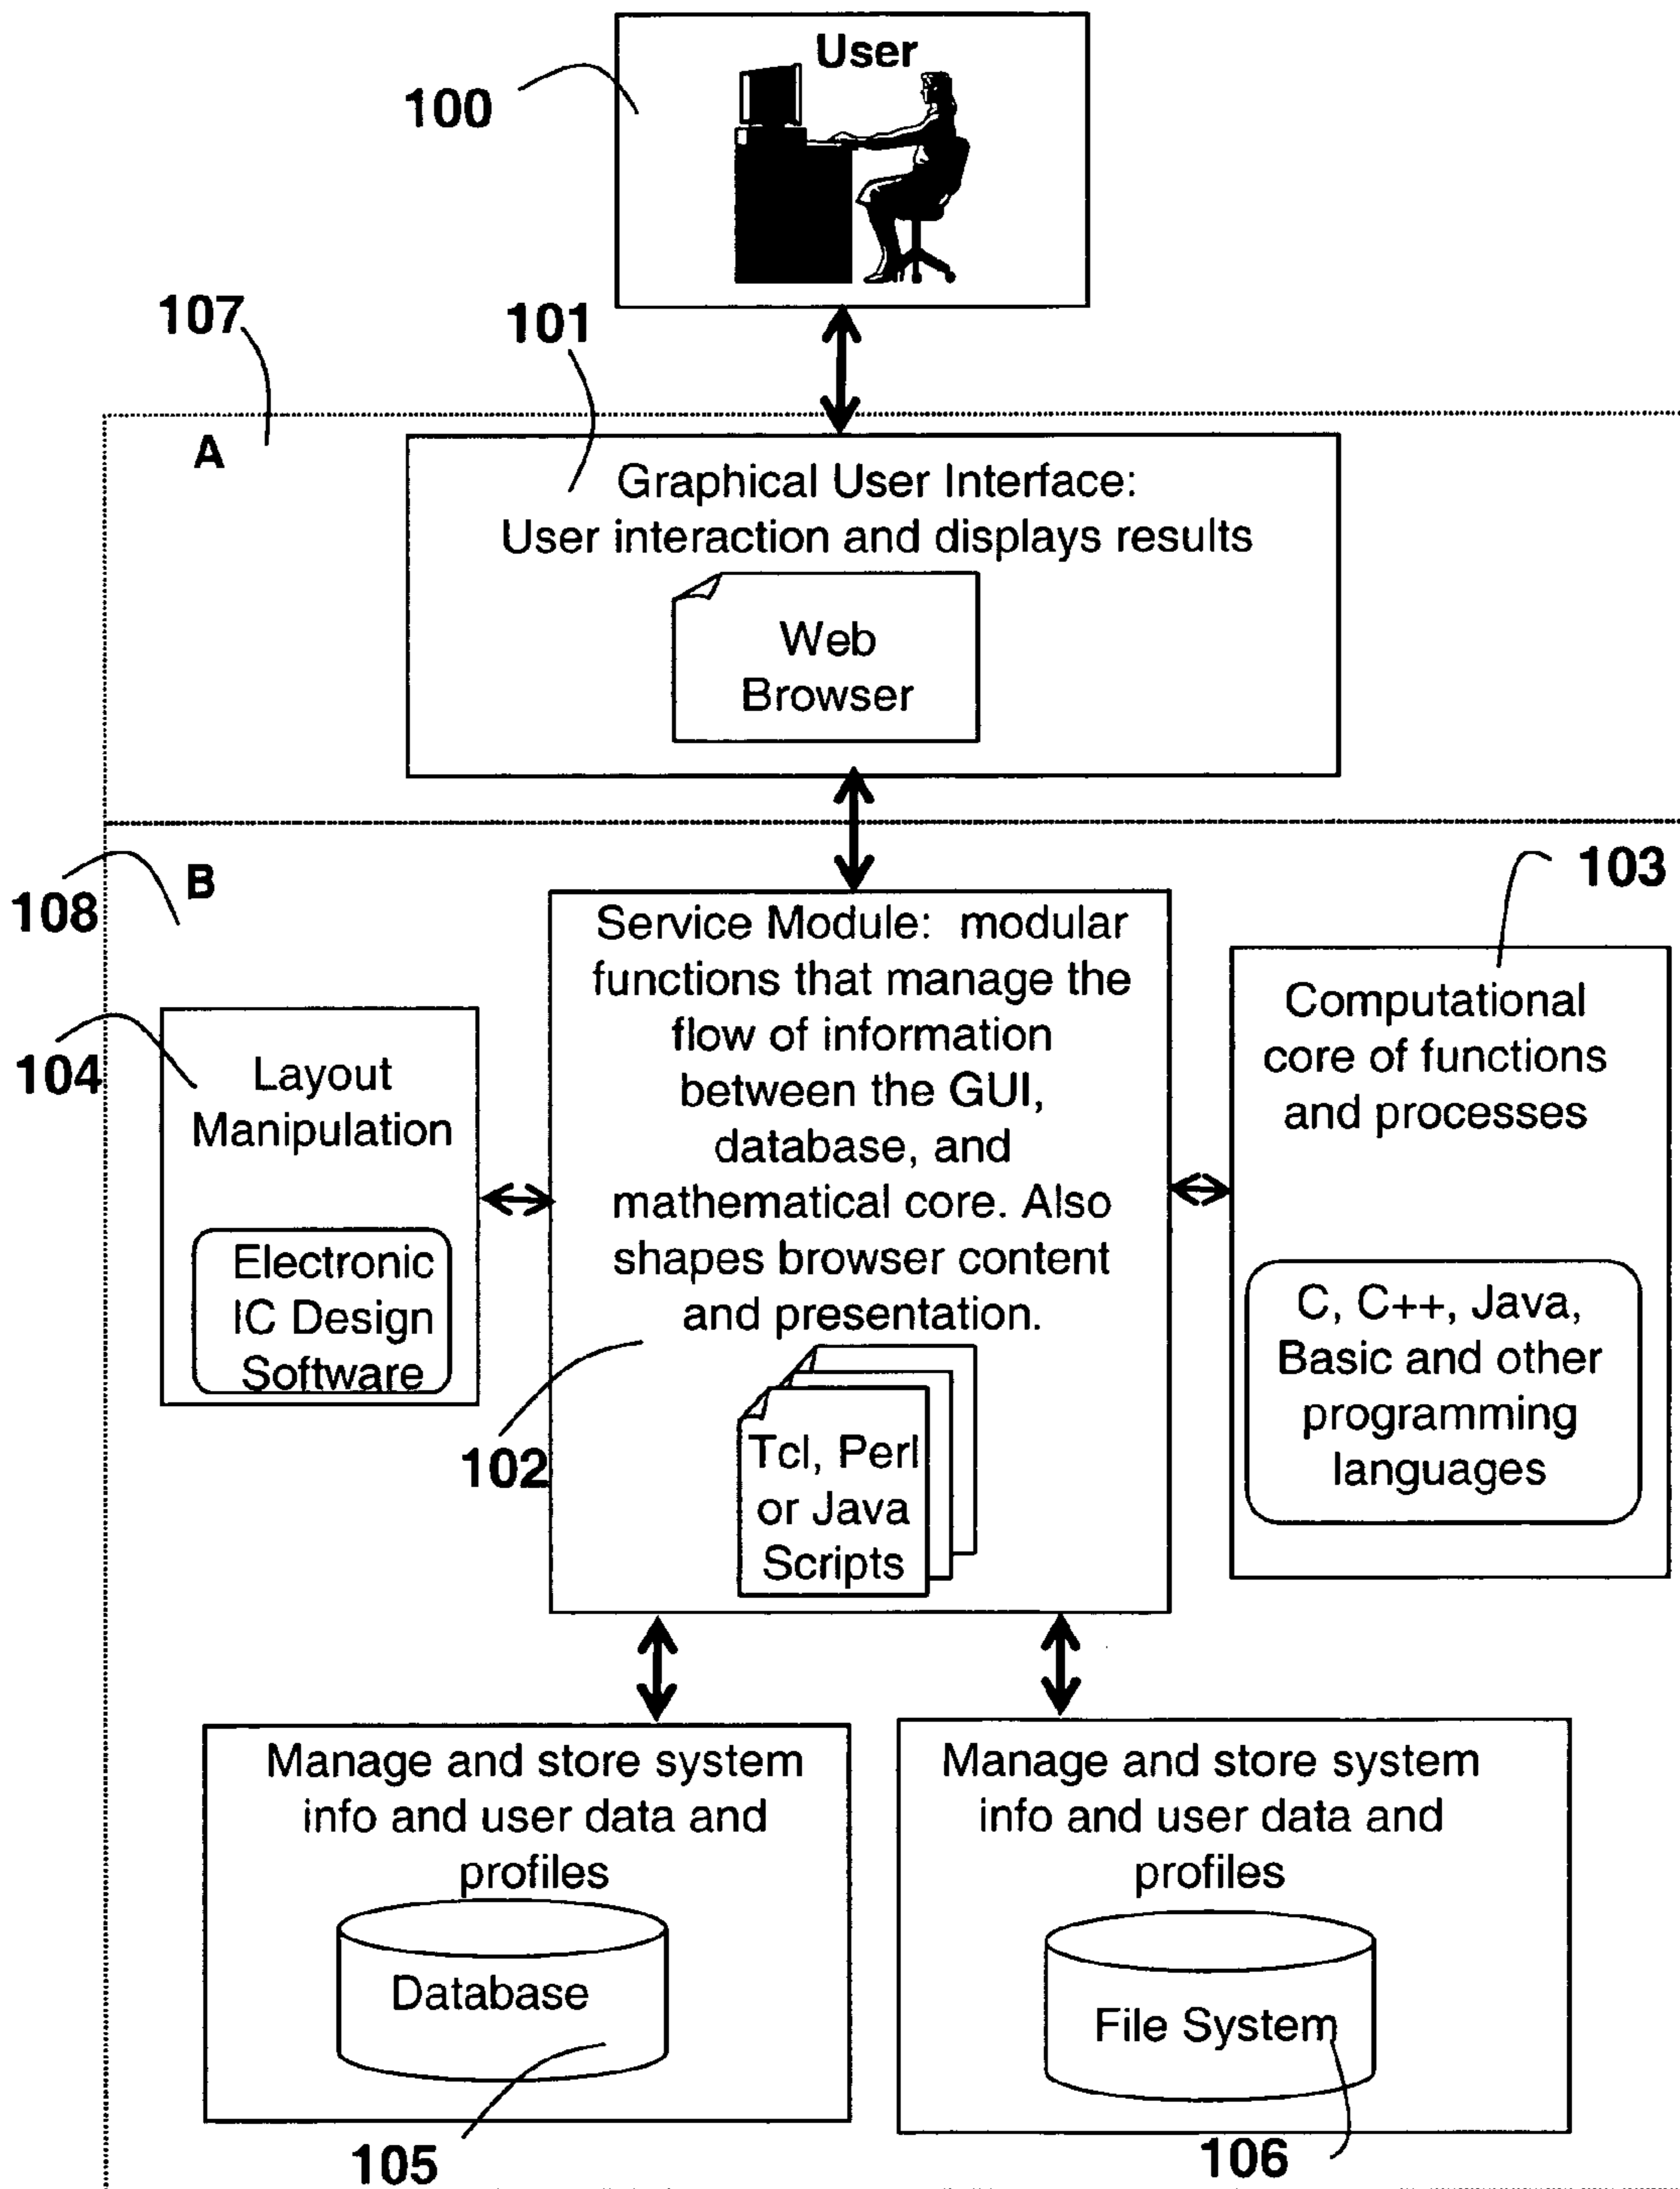 User
100
107
101
A
Graphical User Interface:
User interaction and displays results
Web
Browser
B
108
103
Service Module: modular
functions that manage the
flow of information
between the GUI,
database, and
mathematical core. Also
shapes browser content
and presentation.
Tcl, Perl
or Java
Scripts
102
104
Layout
Manipulation
Electronic
IC Design
Software
Computational
core of functions
and processes
C, C++, Java,
Basic and other
programming
languages
Manage and store system
info and user data and
profiles
Database
105
Manage and store system
info and user data and
profiles
File System
106